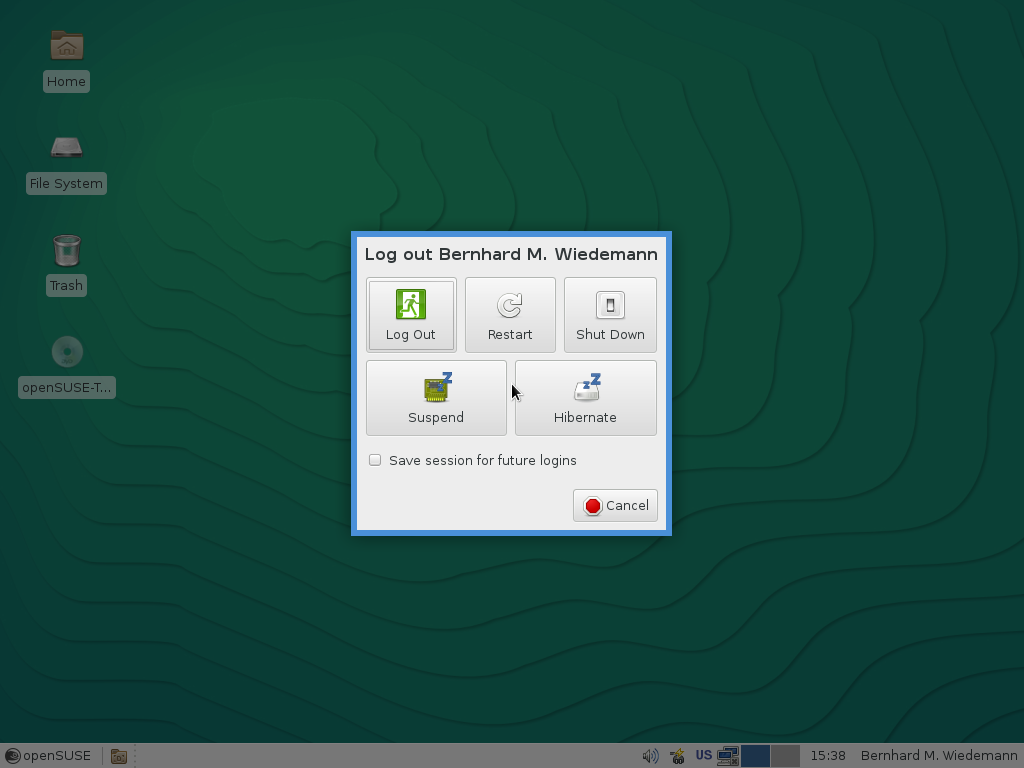 Home
File System
Trash
openSUSE-T...
Log out Bernhard M. Wiedemann
Log Out
Restart
Shut Down
Suspend
Hibernate
Save session for future logins
Cancel
openSUSE
US
15:38
Bernhard M. Wiedemann